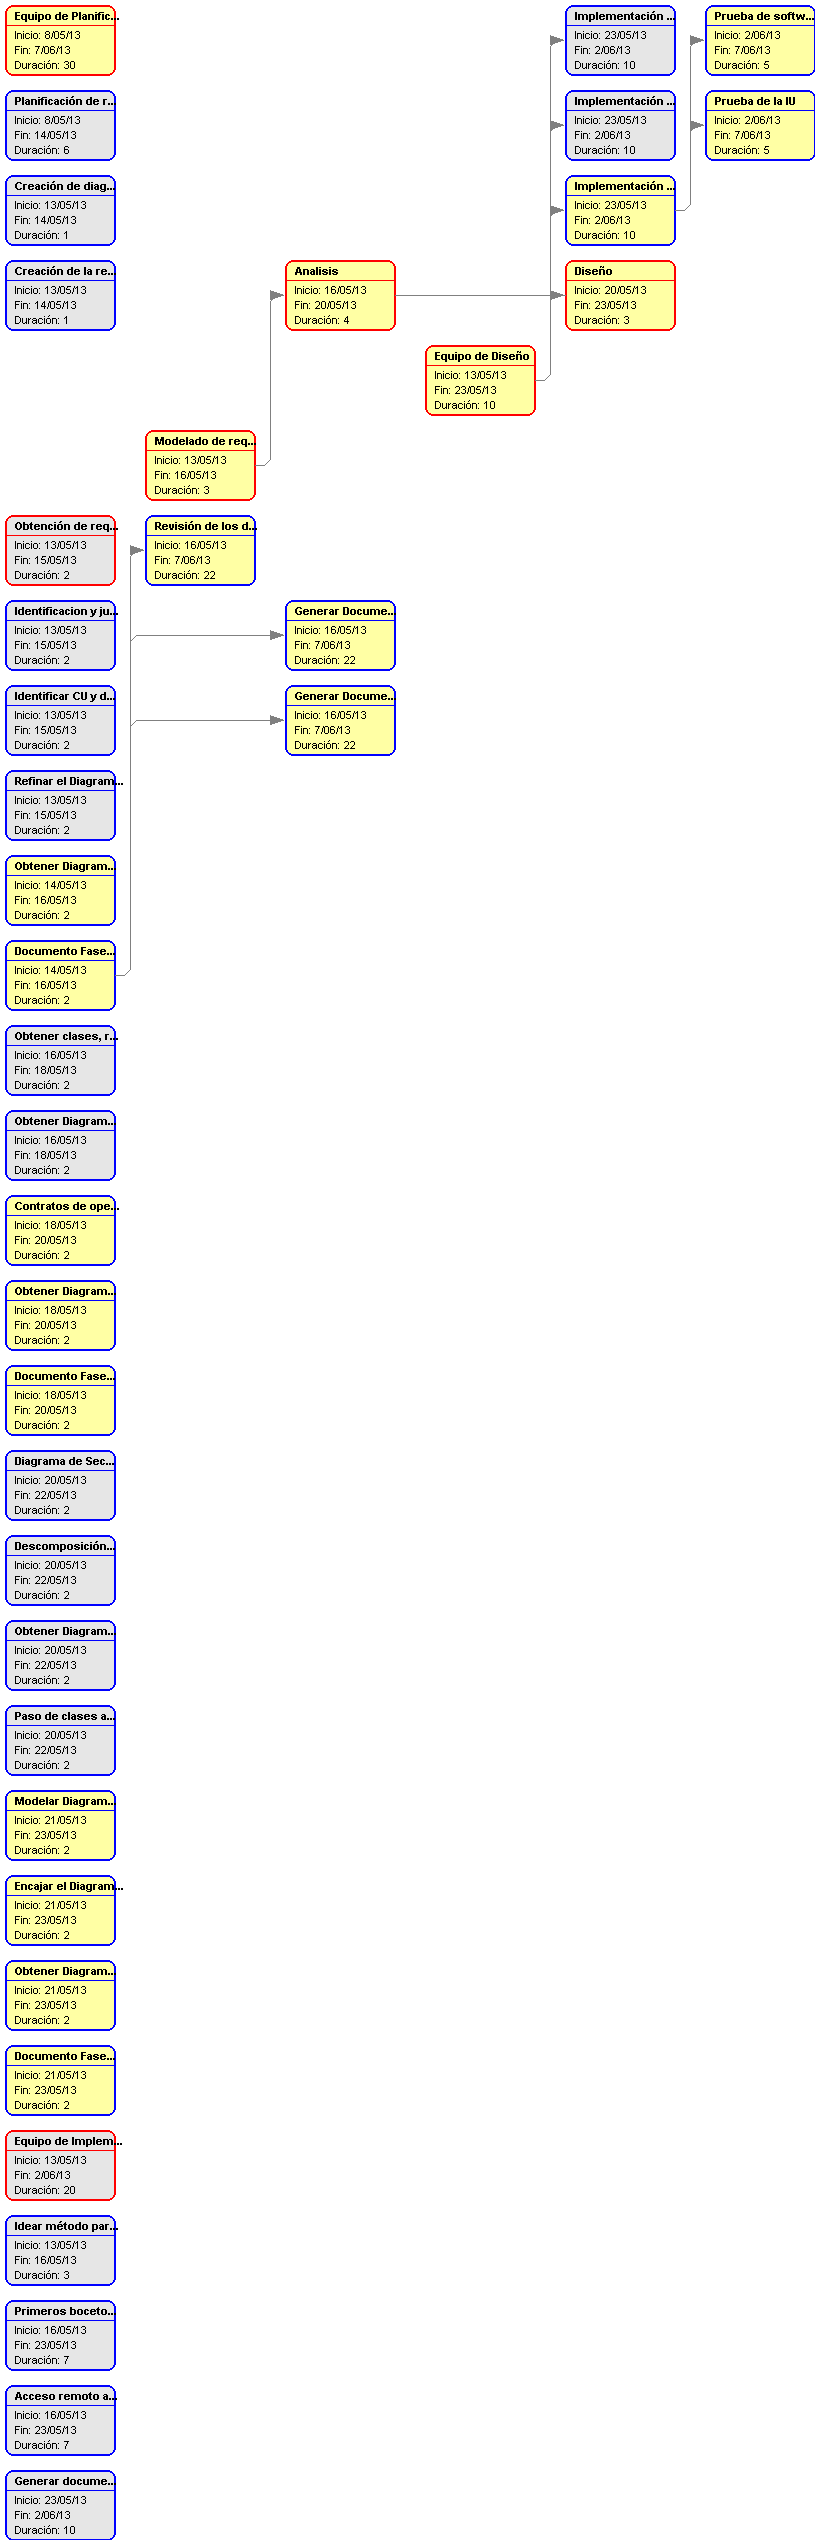 Equipo de Planific...
Inicio: 8/05/13
Fin: 7/06/13
Duración: 30
Implementación ...
Inicio: 23/05/13
Fin: 2/06/13
Duración: 10
Prueba de softw...
Inicio: 2/06/13
Fin: 7/06/13
Duración: 5
Planificación de r...
Inicio: 8/05/13
Fin: 14/05/13
Duración: 6
Implementación ...
Inicio: 23/05/13
Fin: 2/06/13
Duración: 10
Prueba de la IU
Inicio: 2/06/13
Fin: 7/06/13
Duración: 5
Creación de diag...
Inicio: 13/05/13
Fin: 14/05/13
Duración: 1
Implementación ...
Inicio: 23/05/13
Fin: 2/06/13
Duración: 10
Creación de la re...
Inicio: 13/05/13
Fin: 14/05/13
Duración: 1
Analisis
Inicio: 16/05/13
Fin: 20/05/13
Duración: 4
Diseño
Inicio: 20/05/13
Fin: 23/05/13
Duración: 3
Equipo de Diseño
Inicio: 13/05/13
Fin: 23/05/13
Duración: 10
Modelado de req...
Inicio: 13/05/13
Fin: 16/05/13
Duración: 3
Obtención de req...
Inicio: 13/05/13
Fin: 15/05/13
Duración: 2
Revisión de los d...
Inicio: 16/05/13
Fin: 7/06/13
Duración: 22
Identificacion y ju...
Inicio: 13/05/13
Fin: 15/05/13
Duración: 2
Generar Docume...
Inicio: 16/05/13
Fin: 7/06/13
Duración: 22
Identificar CU y d...
Inicio: 13/05/13
Fin: 15/05/13
Duración: 2
Generar Docume...
Inicio: 16/05/13
Fin: 7/06/13
Duración: 22
Refinar el Diagram...
Inicio: 13/05/13
Fin: 15/05/13
Duración: 2
Obtener Diagram...
Inicio: 14/05/13
Fin: 16/05/13
Duración: 2
Documento Fase...
Inicio: 14/05/13
Fin: 16/05/13
Duración: 2
Obtener clases, r...
Inicio: 16/05/13
Fin: 18/05/13
Duración: 2
Obtener Diagram...
Inicio: 16/05/13
Fin: 18/05/13
Duración: 2
Contratos de ope...
Inicio: 18/05/13
Fin: 20/05/13
Duración: 2
Obtener Diagram...
Inicio: 18/05/13
Fin: 20/05/13
Duración: 2
Documento Fase...
Inicio: 18/05/13
Fin: 20/05/13
Duración: 2
Diagrama de Sec...
Inicio: 20/05/13
Fin: 22/05/13
Duración: 2
Descomposición...
Inicio: 20/05/13
Fin: 22/05/13
Duración: 2
Obtener Diagram...
Inicio: 20/05/13
Fin: 22/05/13
Duración: 2
Paso de clases a...
Inicio: 20/05/13
Fin: 22/05/13
Duración: 2
Modelar Diagram...
Inicio: 21/05/13
Fin: 23/05/13
Duración: 2
Encajar el Diagram...
Inicio: 21/05/13
Fin: 23/05/13
Duración: 2
Obtener Diagram...
Inicio: 21/05/13
Fin: 23/05/13
Duración: 2
Documento Fase...
Inicio: 21/05/13
Fin: 23/05/13
Duración: 2
Equipo de Implem...
Inicio: 13/05/13
Fin: 2/06/13
Duración: 20
Idear método par...
Inicio: 13/05/13
Fin: 16/05/13
Duración: 3
Primeros boceto...
Inicio: 16/05/13
Fin: 23/05/13
Duración: 7
Acceso remoto a...
Inicio: 16/05/13
Fin: 23/05/13
Duración: 7
Generar docume...
Inicio: 23/05/13
Fin: 2/06/13
Duración: 10